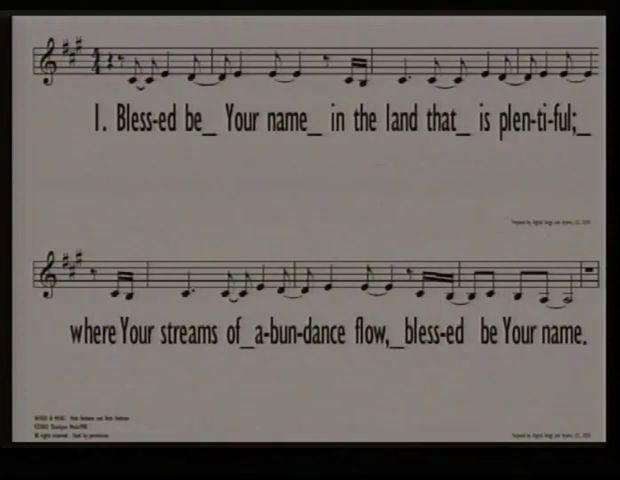 1. Bless-ed be_ Your name_ in the land that_ is plen-ti-ful;_
where Your streams of_a-bun-dance flow,_bless-ed be Your name.